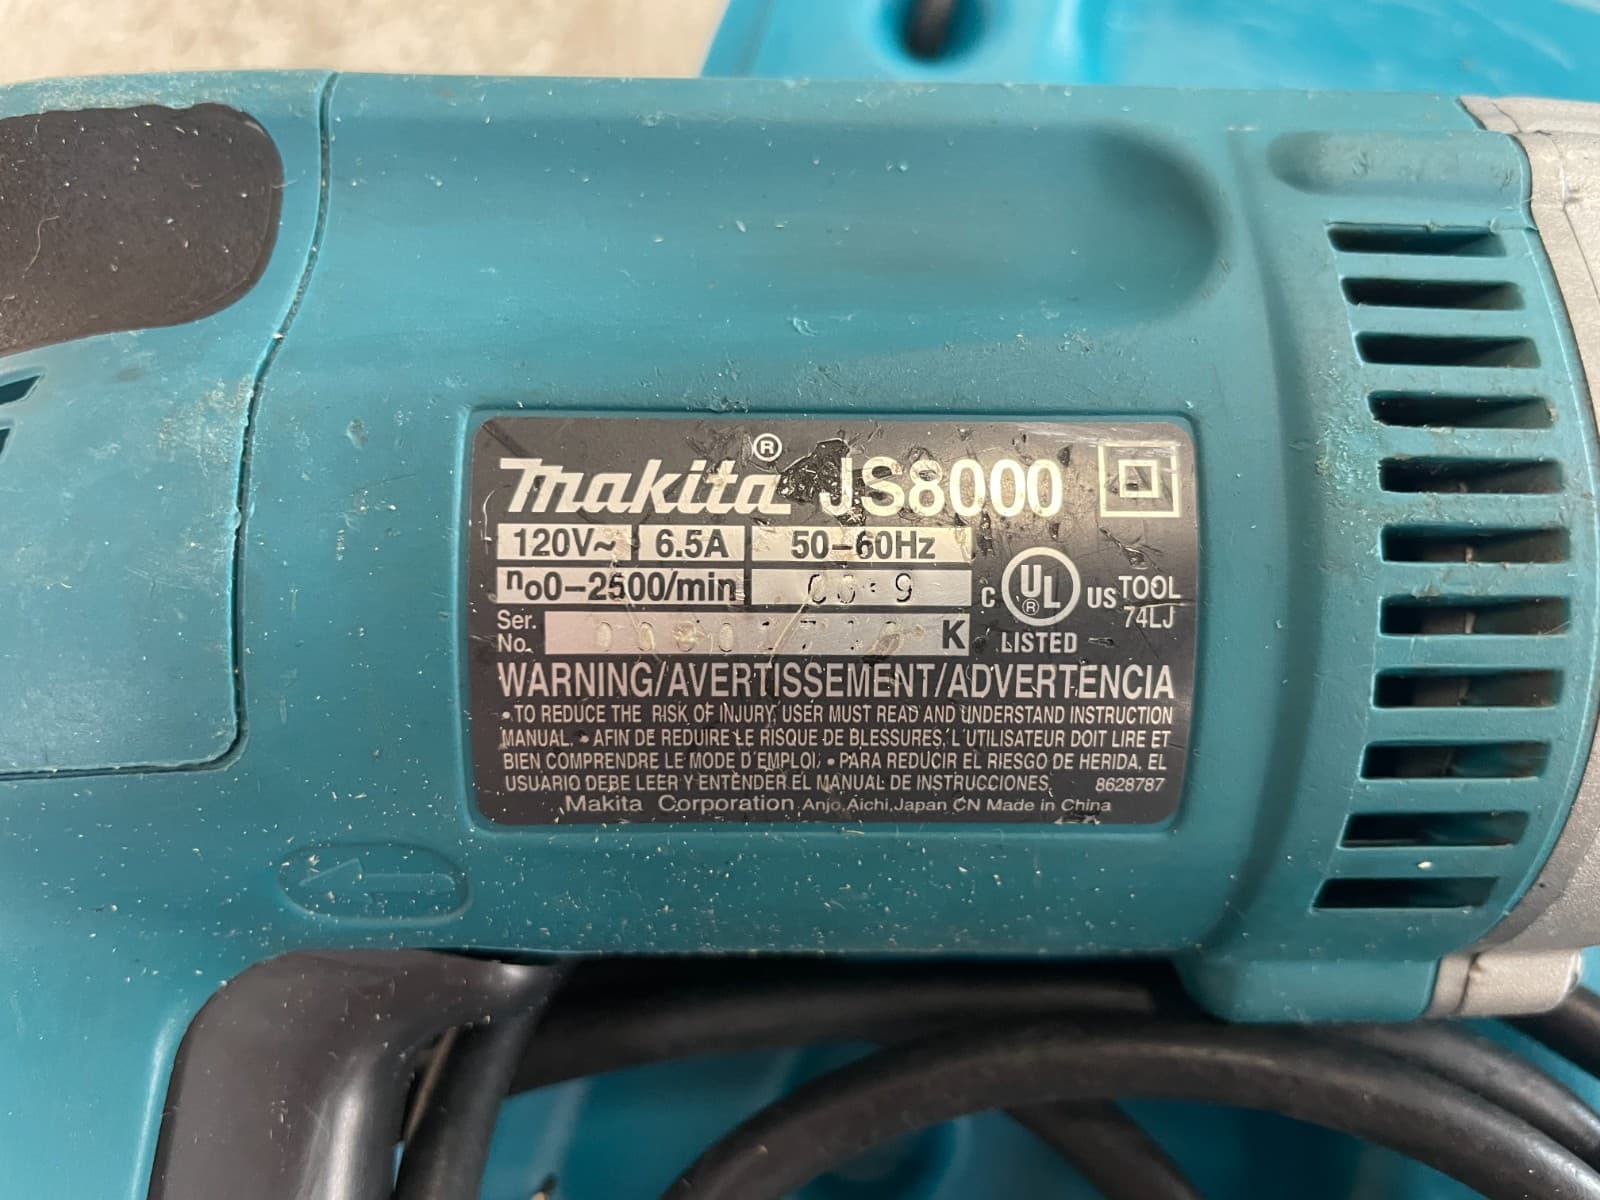 makita® JS8000
120V~ 6.5A 50-60Hz
no0-2500/min
Ser. No. K
C UL® US LISTED TOOL 74LJ
WARNING/AVERTISSEMENT/ADVERTENCIA
• TO REDUCE THE RISK OF INJURY, USER MUST READ AND UNDERSTAND INSTRUCTION
MANUAL. • AFIN DE REDUIRE LE RISQUE DE BLESSURES, L'UTILISATEUR DOIT LIRE ET
BIEN COMPRENDRE LE MODE D'EMPLOI. • PARA REDUCIR EL RIESGO DE HERIDA, EL
USUARIO DEBE LEER Y ENTENDER EL MANUAL DE INSTRUCCIONES. 8628787
Makita Corporation Anjo,Aichi,Japan CN Made in China